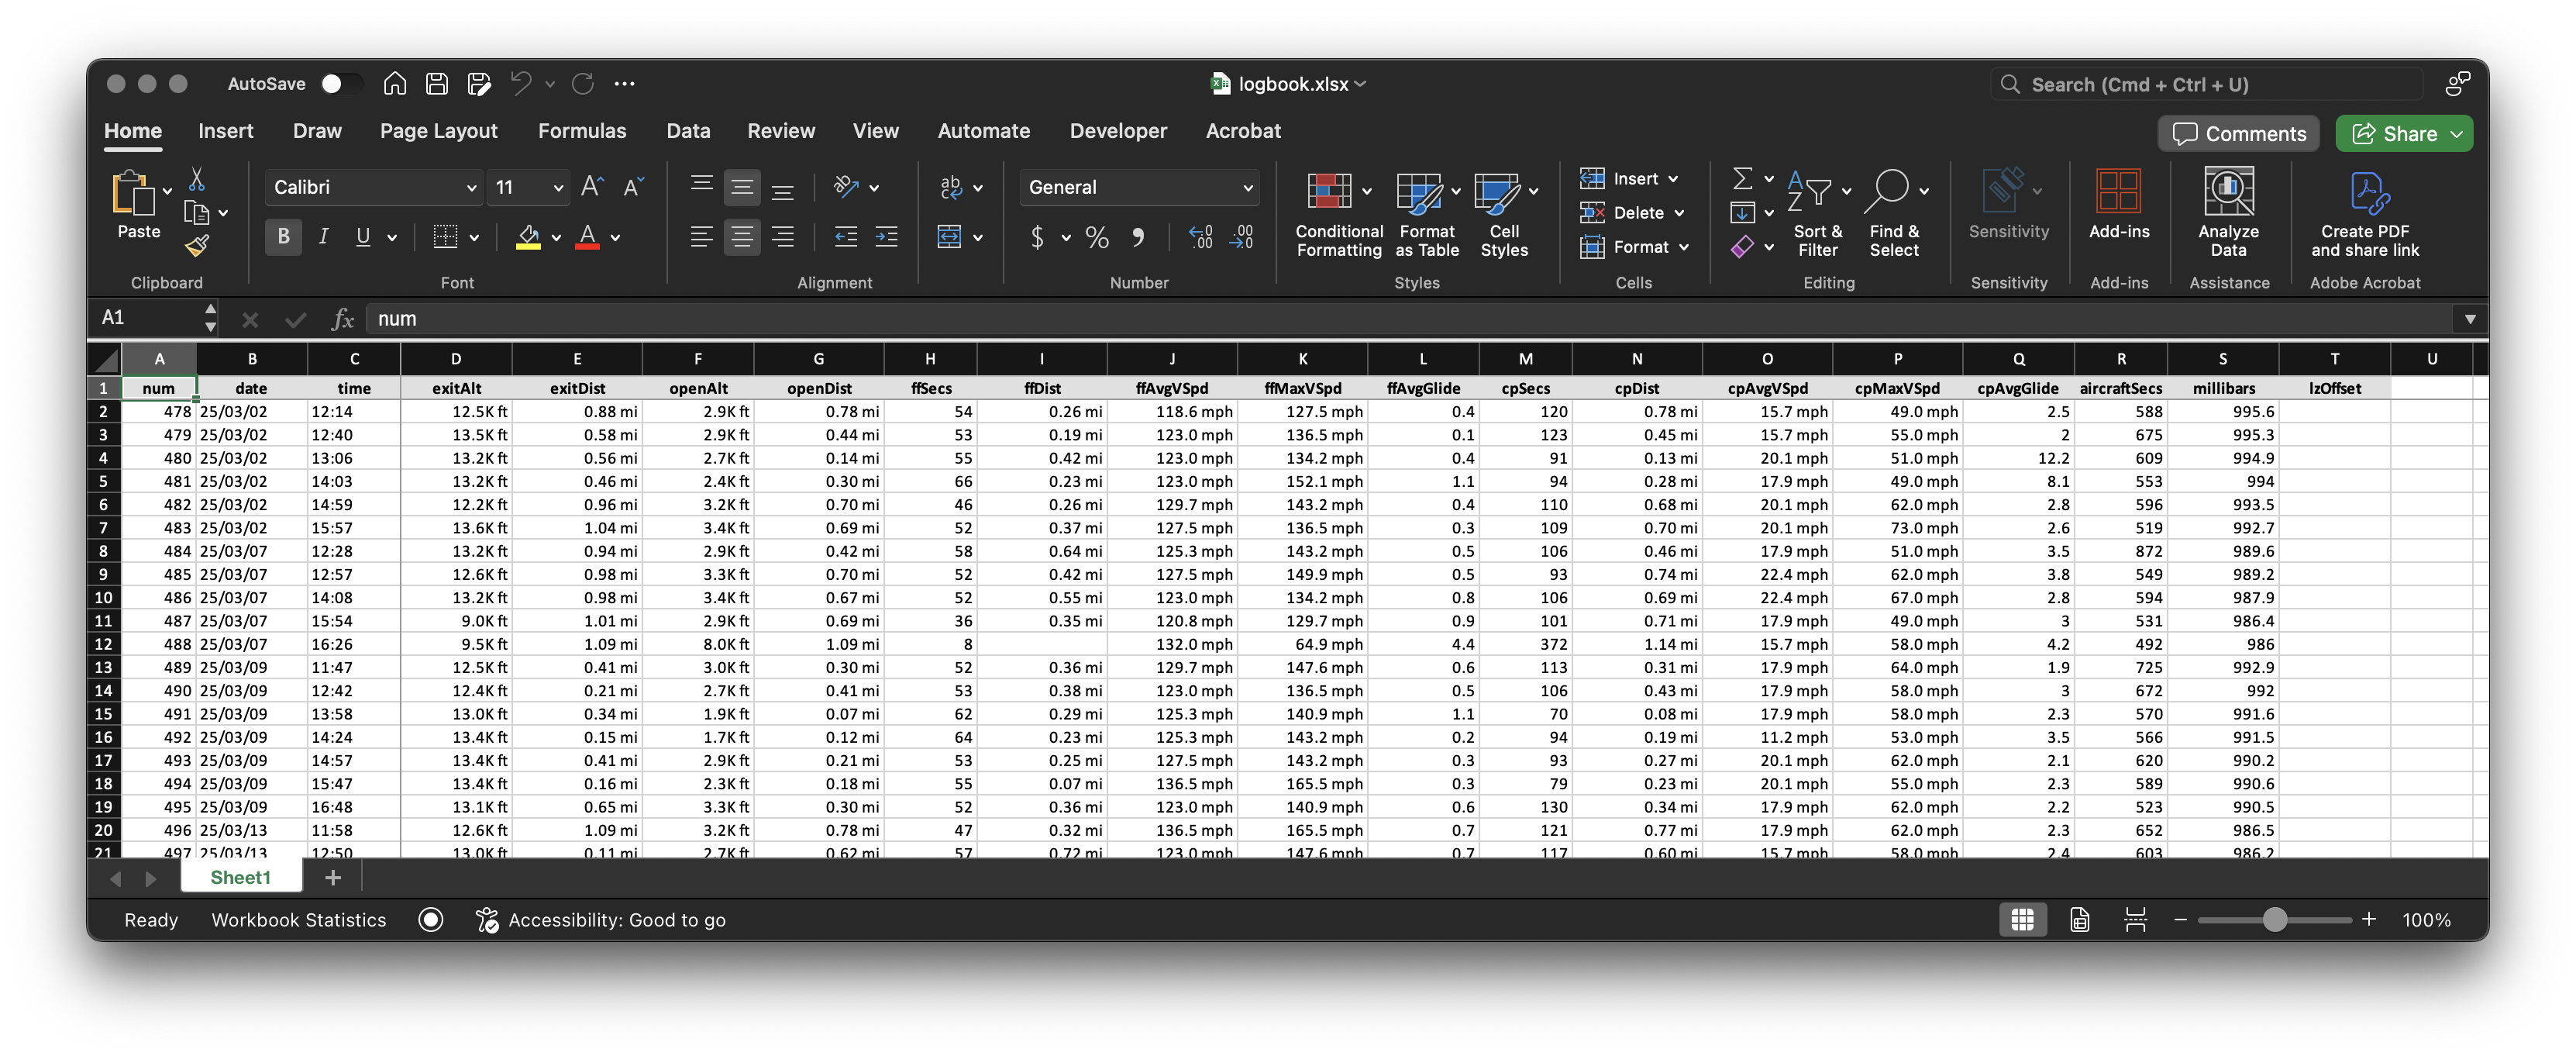 AutoSave
logbook.xlsx
Search (Cmd + Ctrl + U)
Home Insert Draw Page Layout Formulas Data Review View Automate Developer Acrobat
Comments Share
Paste
Calibri 11
B I U
ab
General
$ % .00 .00
Conditional Formatting
Format as Table
Cell Styles
Insert
Delete
Format
Sort & Filter
Find & Select
Sensitivity
Add-ins
Analyze Data
Create PDF and share link
Clipboard Font Alignment Number Styles Cells Editing Sensitivity Add-ins Assistance Adobe Acrobat
A1 fx num
A B C D E F G H I J K L M N O P Q R S T U
1 num date time exitAlt exitDist openAlt openDist ffSecs ffDist ffAvgVSpd ffMaxVSpd ffAvgGlide cpSecs cpDist cpAvgVSpd cpMaxVSpd cpAvgGlide aircraftSecs millibars lzOffset
2 478 25/03/02 12:14 12.5K ft 0.88 mi 2.9K ft 0.78 mi 54 0.26 mi 118.6 mph 127.5 mph 0.4 120 0.78 mi 15.7 mph 49.0 mph 2.5 588 995.6
3 479 25/03/02 12:40 13.5K ft 0.58 mi 2.9K ft 0.44 mi 53 0.19 mi 123.0 mph 136.5 mph 0.1 123 0.45 mi 15.7 mph 55.0 mph 2 675 995.3
4 480 25/03/02 13:06 13.2K ft 0.56 mi 2.7K ft 0.14 mi 55 0.42 mi 123.0 mph 134.2 mph 0.4 91 0.13 mi 20.1 mph 51.0 mph 12.2 609 994.9
5 481 25/03/02 14:03 13.2K ft 0.46 mi 2.4K ft 0.30 mi 66 0.23 mi 123.0 mph 152.1 mph 1.1 94 0.28 mi 17.9 mph 49.0 mph 8.1 553 994
6 482 25/03/02 14:59 12.2K ft 0.96 mi 3.2K ft 0.70 mi 46 0.26 mi 129.7 mph 143.2 mph 0.4 110 0.68 mi 20.1 mph 62.0 mph 2.8 596 993.5
7 483 25/03/02 15:57 13.6K ft 1.04 mi 3.4K ft 0.69 mi 52 0.37 mi 127.5 mph 136.5 mph 0.3 109 0.70 mi 20.1 mph 73.0 mph 2.6 519 992.7
8 484 25/03/07 12:28 13.2K ft 0.94 mi 2.9K ft 0.42 mi 58 0.64 mi 125.3 mph 143.2 mph 0.5 106 0.46 mi 17.9 mph 51.0 mph 3.5 872 989.6
9 485 25/03/07 12:57 12.6K ft 0.98 mi 3.3K ft 0.70 mi 52 0.42 mi 127.5 mph 149.9 mph 0.5 93 0.74 mi 22.4 mph 62.0 mph 3.8 549 989.2
10 486 25/03/07 14:08 13.2K ft 0.98 mi 3.4K ft 0.67 mi 52 0.55 mi 123.0 mph 134.2 mph 0.8 106 0.69 mi 22.4 mph 67.0 mph 2.8 594 987.9
11 487 25/03/07 15:54 9.0K ft 1.01 mi 2.9K ft 0.69 mi 36 0.35 mi 120.8 mph 129.7 mph 0.9 101 0.71 mi 17.9 mph 49.0 mph 3 531 986.4
12 488 25/03/07 16:26 9.5K ft 1.09 mi 8.0K ft 1.09 mi 8 132.0 mph 64.9 mph 4.4 372 1.14 mi 15.7 mph 58.0 mph 4.2 492 986
13 489 25/03/09 11:47 12.5K ft 0.41 mi 3.0K ft 0.30 mi 52 0.36 mi 129.7 mph 147.6 mph 0.6 113 0.31 mi 17.9 mph 64.0 mph 1.9 725 992.9
14 490 25/03/09 12:42 12.4K ft 0.21 mi 2.7K ft 0.41 mi 53 0.38 mi 123.0 mph 136.5 mph 0.5 106 0.43 mi 17.9 mph 58.0 mph 3 672 992
15 491 25/03/09 13:58 13.0K ft 0.34 mi 1.9K ft 0.07 mi 62 0.29 mi 125.3 mph 140.9 mph 1.1 70 0.08 mi 17.9 mph 58.0 mph 2.3 570 991.6
16 492 25/03/09 14:24 13.4K ft 0.15 mi 1.7K ft 0.12 mi 64 0.23 mi 125.3 mph 143.2 mph 0.2 94 0.19 mi 11.2 mph 53.0 mph 3.5 566 991.5
17 493 25/03/09 14:57 13.4K ft 0.41 mi 2.9K ft 0.21 mi 53 0.25 mi 127.5 mph 143.2 mph 0.3 93 0.27 mi 20.1 mph 62.0 mph 2.1 620 990.2
18 494 25/03/09 15:47 13.4K ft 0.16 mi 2.3K ft 0.18 mi 55 0.07 mi 136.5 mph 165.5 mph 0.3 79 0.23 mi 20.1 mph 55.0 mph 2.3 589 990.6
19 495 25/03/09 16:48 13.1K ft 0.65 mi 3.3K ft 0.30 mi 52 0.36 mi 123.0 mph 140.9 mph 0.6 130 0.34 mi 17.9 mph 62.0 mph 2.2 523 990.5
20 496 25/03/13 11:58 12.6K ft 1.09 mi 3.2K ft 0.78 mi 47 0.32 mi 136.5 mph 165.5 mph 0.7 121 0.77 mi 17.9 mph 62.0 mph 2.3 652 986.5
21 497 25/03/13 12:50 13.0K ft 0.11 mi 2.7K ft 0.62 mi 57 0.72 mi 123.0 mph 147.6 mph 0.7 117 0.60 mi 15.7 mph 58.0 mph 2.4 603 986.2
Sheet1
Ready Workbook Statistics Accessibility: Good to go 100%